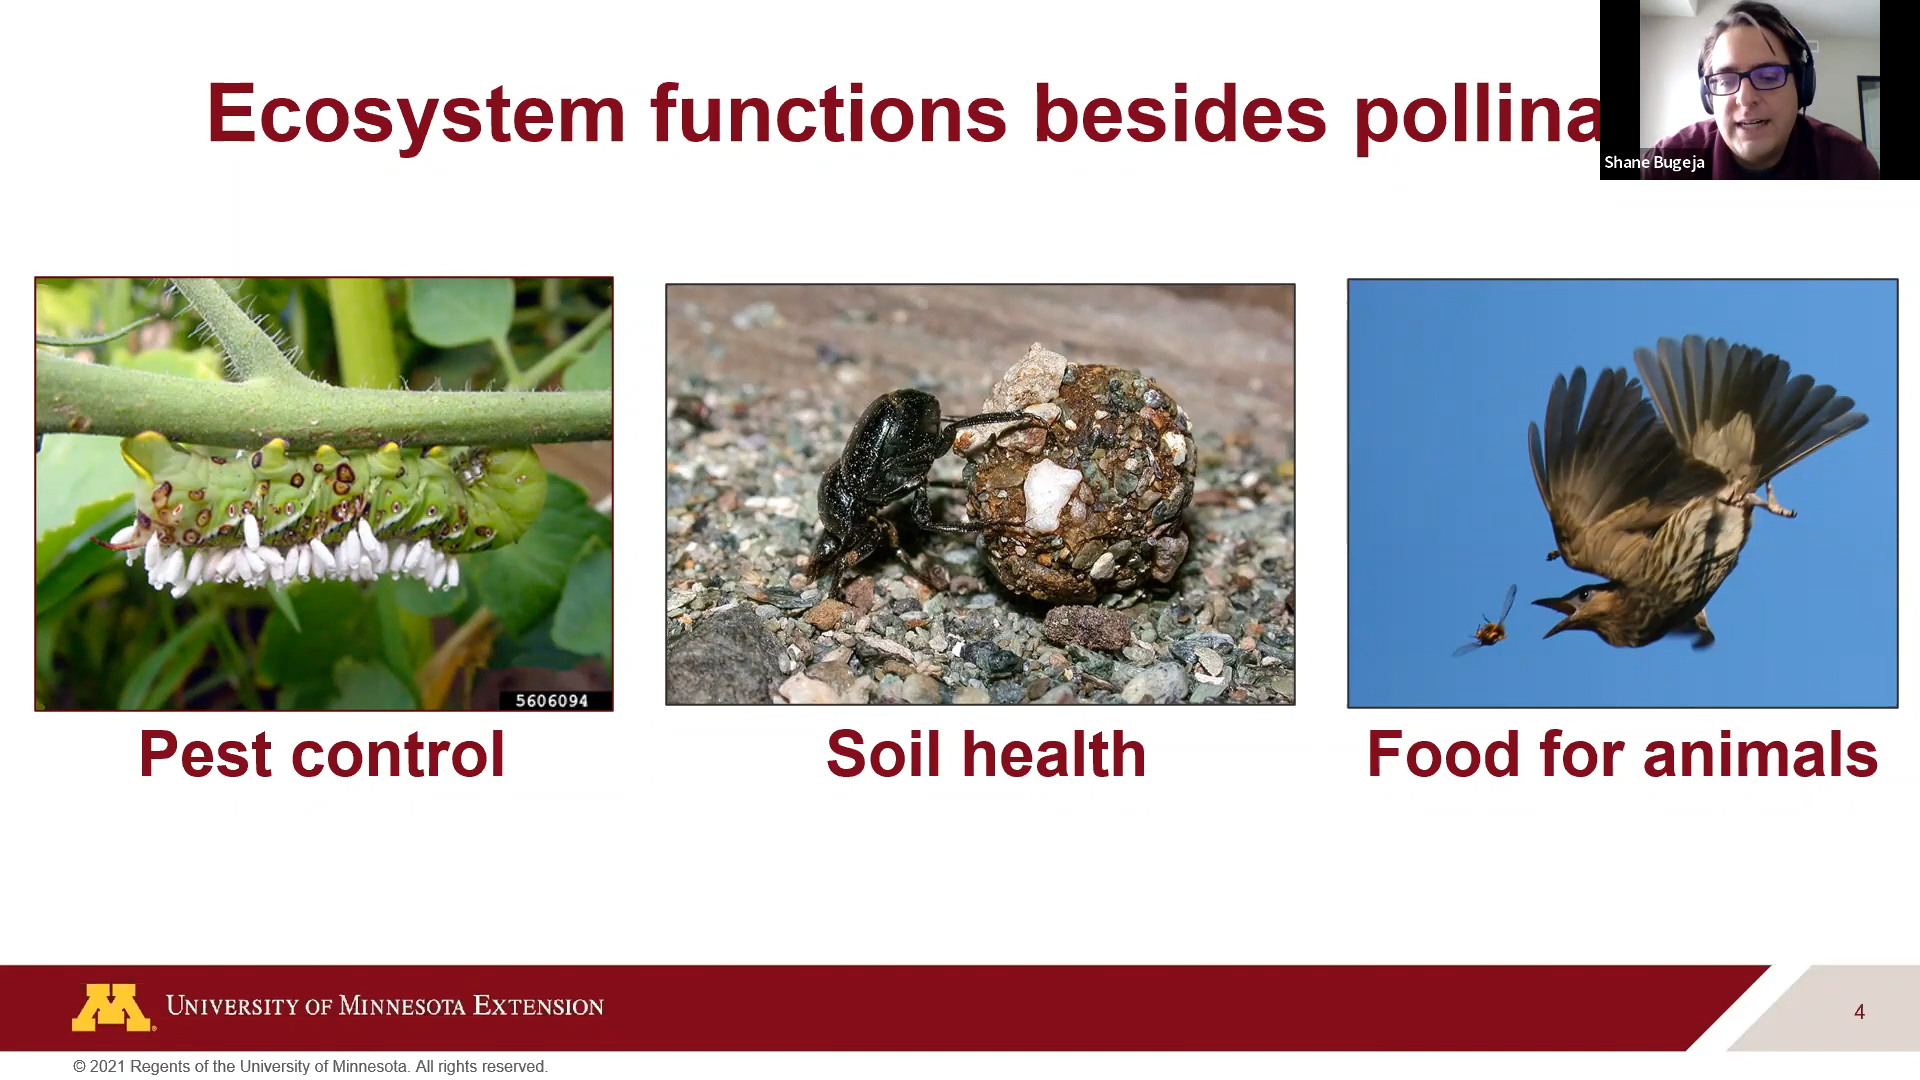 Ecosystem functions besides pollina
Shane Bugeja
5606094
Pest control
Soil health
Food for animals
UNIVERSITY OF MINNESOTA EXTENSION
4
© 2021 Regents of the University of Minnesota. All rights reserved.